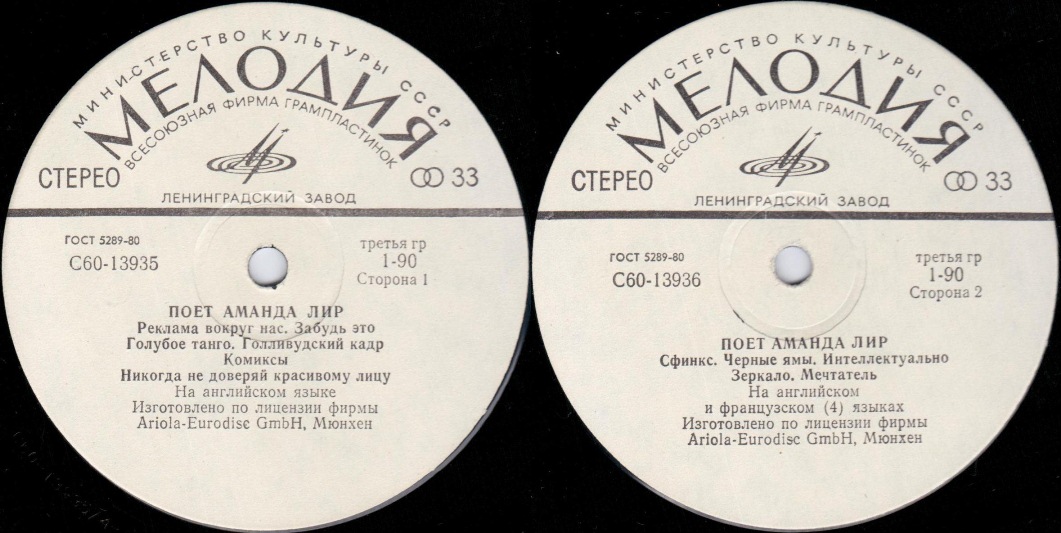 МИНИСТЕРСТВО КУЛЬТУРЫ СССР
МЕЛОДИЯ
ВСЕСОЮЗНАЯ ФИРМА ГРАМПЛАСТИНОК
СТЕРЕО
33
ЛЕНИНГРАДСКИЙ ЗАВОД
ГОСТ 5289-80
С60-13935
третья гр
1-90
Сторона 1
ПОЕТ АМАНДА ЛИР
Реклама вокруг нас. Забудь это
Голубое танго. Голливудский кадр
Комиксы
Никогда не доверяй красивому лицу
На английском языке
Изготовлено по лицензии фирмы
Ariola-Eurodisc GmbH, Мюнхен
МИНИСТЕРСТВО КУЛЬТУРЫ СССР
МЕЛОДИЯ
ВСЕСОЮЗНАЯ ФИРМА ГРАМПЛАСТИНОК
СТЕРЕО
33
ЛЕНИНГРАДСКИЙ ЗАВОД
ГОСТ 5289-80
С60-13936
третья гр
1-90
Сторона 2
ПОЕТ АМАНДА ЛИР
Сфинкс. Черные ямы. Интеллектуально
Зеркало. Мечтатель
На английском
и французском (4) языках
Изготовлено по лицензии фирмы
Ariola-Eurodisc GmbH, Мюнхен